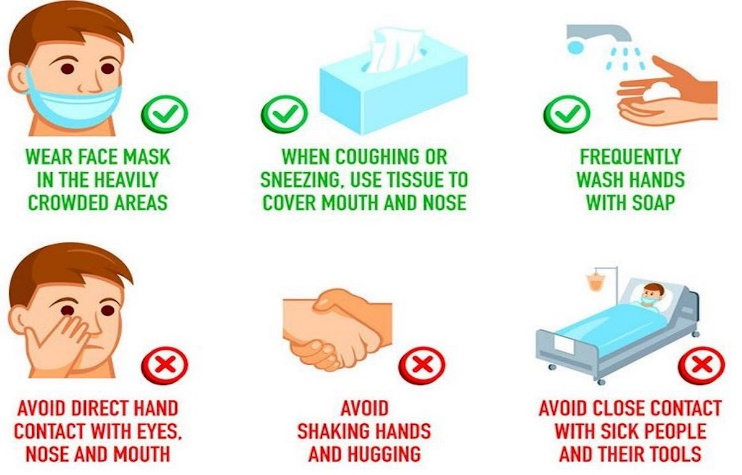 WEAR FACE MASK
IN THE HEAVILY
CROWDED AREAS
WHEN COUGHING OR
SNEEZING, USE TISSUE TO
COVER MOUTH AND NOSE
FREQUENTLY
WASH HANDS
WITH SOAP
AVOID DIRECT HAND
CONTACT WITH EYES,
NOSE AND MOUTH
AVOID
SHAKING HANDS
AND HUGGING
AVOID CLOSE CONTACT
WITH SICK PEOPLE
AND THEIR TOOLS